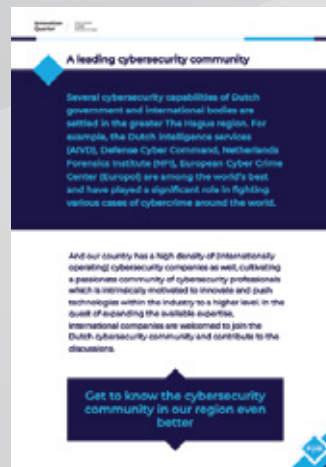 Innovation
Quarter
A leading cybersecurity community
Several cybersecurity capabilities of Dutch
government and international bodies are
settled in the greater The Hague region. For
example, the Dutch intelligence services
(AIVD), Defense Cyber Command, Netherlands
Forensics Institute (NFI), European Cyber Crime
Center (Europol) are among the world's best
and have played a significant role in fighting
various cases of cybercrime around the world.
And our country has a high density of (internationally
operating) cybersecurity companies as well, cultivating
a passionate community of cybersecurity professionals
which is intrinsically motivated to innovate and push
technologies within the industry to a higher level. In the
quest of expanding the available expertise,
international companies are welcomed to join the
Dutch cybersecurity community and contribute to the
discussions.
Get to know the cybersecurity
community in our region even
better